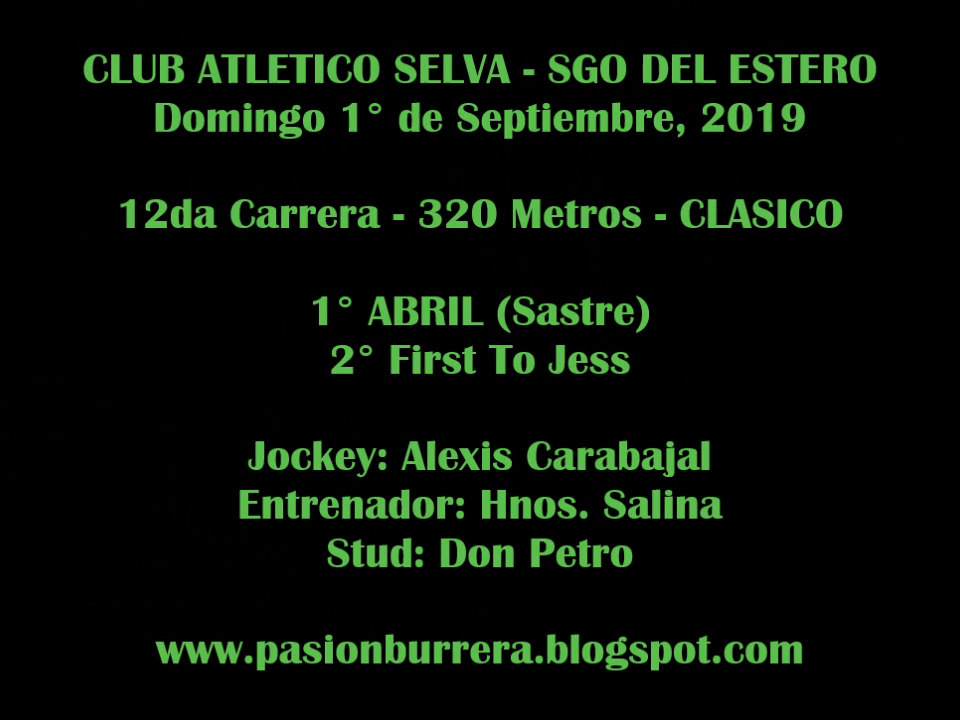 CLUB ATLETICO SELVA - SGO DEL ESTERO
Domingo 1° de Septiembre, 2019
12da Carrera - 320 Metros - CLASICO
1° ABRIL (Sastre)
2° First To Jess
Jockey: Alexis Carabajal
Entrenador: Hnos. Salina
Stud: Don Petro
www.pasionburrera.blogspot.com